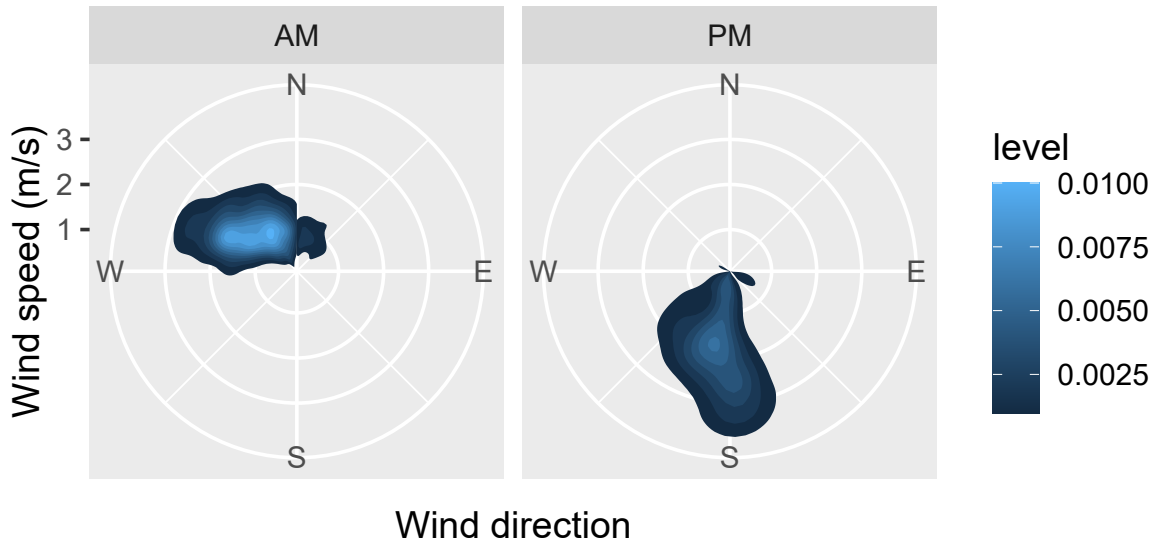 AM
PM
N
N
3
2
1
W
E
W
E
S
S
Wind speed (m/s)
Wind direction
level
0.0100
0.0075
0.0050
0.0025